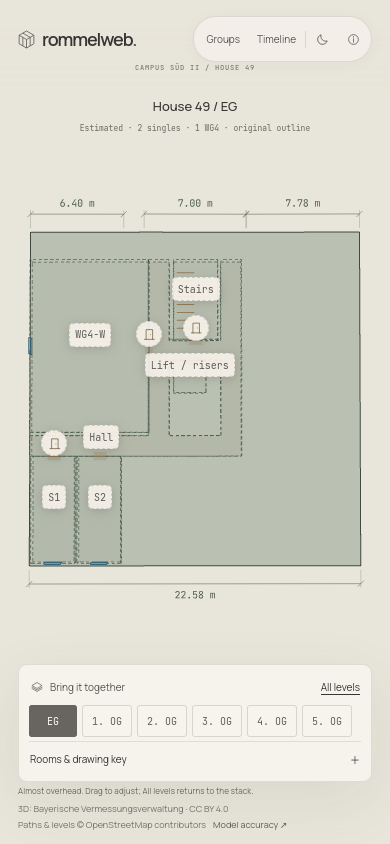 rommelweb.
Groups Timeline
CAMPUS SÜD II / HOUSE 49
House 49 / EG
Estimated · 2 singles · 1 WG4 · original outline
6.40 m 7.00 m 7.78 m
Stairs
WG4-W
Lift / risers
Hall
S1 S2
22.58 m
Bring it together All levels
EG 1. OG 2. OG 3. OG 4. OG 5. OG
Rooms & drawing key +
Almost overhead. Drag to adjust; All levels returns to the stack.
3D: Bayerische Vermessungsverwaltung · CC BY 4.0
Paths & levels © OpenStreetMap contributors Model accuracy ↗